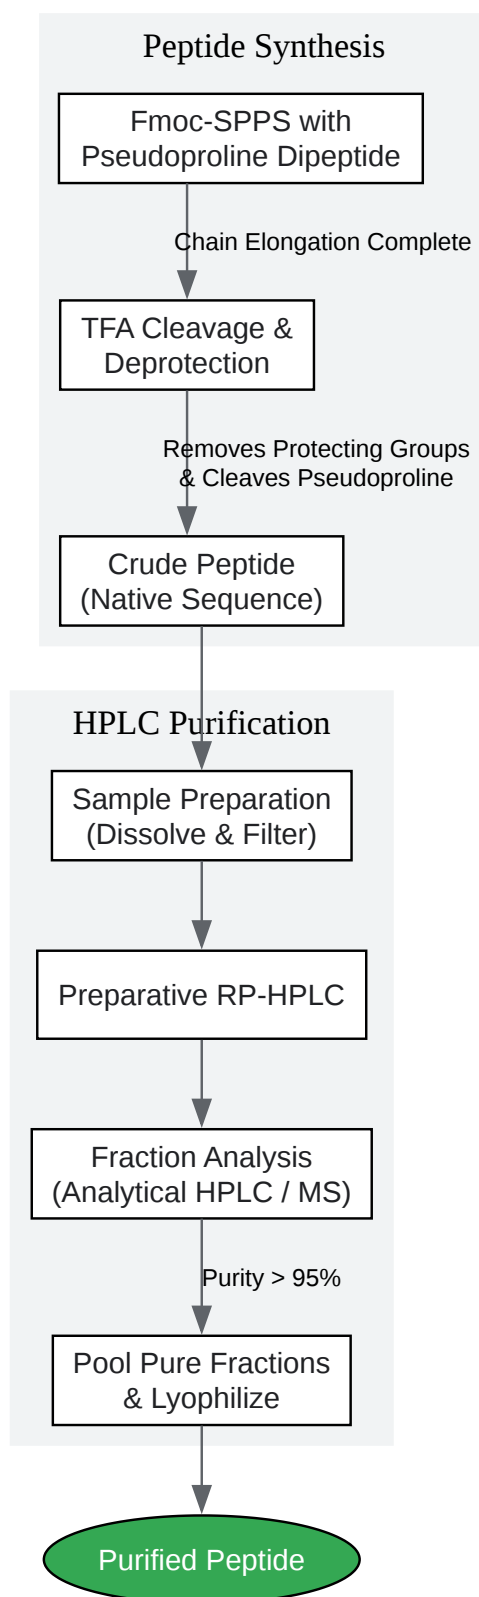 Peptide Synthesis
Fmoc-SPPS with
Pseudoproline Dipeptide
Chain Elongation Complete
TFA Cleavage &
Deprotection
Removes Protecting Groups
& Cleaves Pseudoproline
Crude Peptide
(Native Sequence)
HPLC Purification
Sample Preparation
(Dissolve & Filter)
Preparative RP-HPLC
Fraction Analysis
(Analytical HPLC / MS)
Purity > 95%
Pool Pure Fractions
& Lyophilize
Purified Peptide